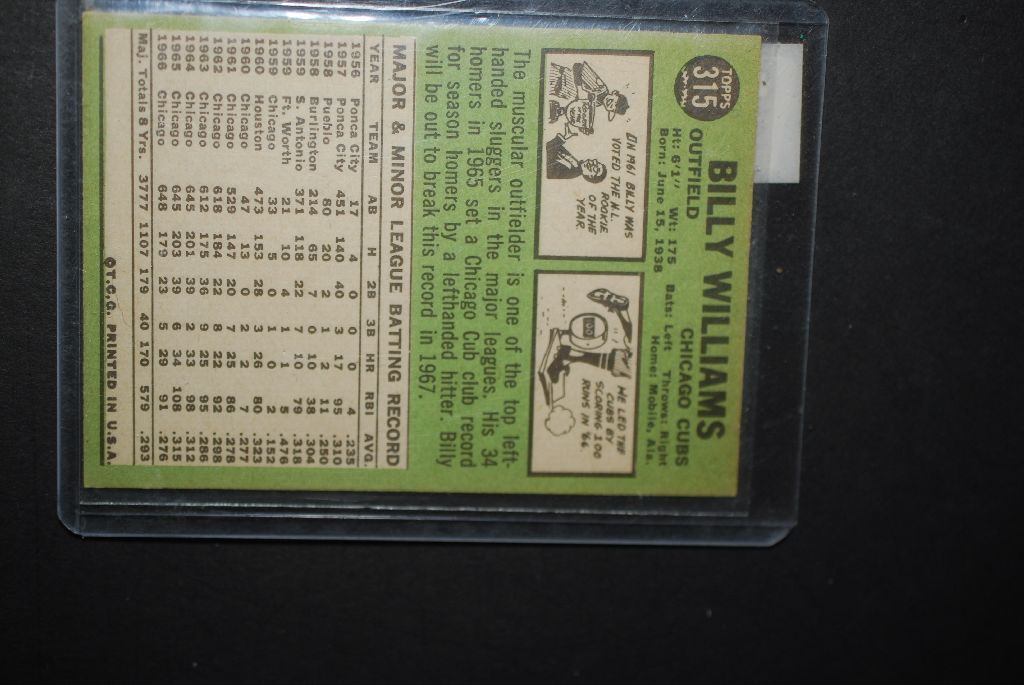 TOPPS
315
BILLY WILLIAMS
OUTFIELD CHICAGO CUBS
Ht: 6'1" Wt: 175 Bats: Left Throws: Right
Born: June 15, 1938 Home: Mobile, Ala.
IN 1961 BILLY WAS
VOTED THE N.L.
ROOKIE
OF THE
YEAR.
HE LED THE
CUBS BY
SCORING 100
RUNS IN '66.
100
The muscular outfielder is one of the top left-
handed sluggers in the major leagues. His 34
homers in 1965 set a Chicago Cub club record
for season homers by a lefthanded hitter. Billy
will be out to break this record in 1967.
MAJOR & MINOR LEAGUE BATTING RECORD
YEAR TEAM AB H 2B 3B HR RBI AVG.
1956 Ponca City 17 4 0 0 0 4 .235
1957 Ponca City 451 140 40 3 17 95 .310
1958 Pueblo 80 20 2 1 2 11 .250
1958 Burlington 214 65 7 0 10 38 .304
1959 S. Antonio 371 118 22 7 10 79 .318
1959 Ft. Worth 21 10 4 1 1 5 .476
1959 Chicago 33 5 0 1 0 2 .152
1960 Houston 473 153 28 3 26 80 .323
1960 Chicago 47 13 0 2 2 7 .277
1961 Chicago 529 147 20 7 25 86 .278
1962 Chicago 618 184 22 8 22 92 .298
1963 Chicago 612 175 36 9 25 95 .286
1964 Chicago 645 201 39 2 33 98 .312
1965 Chicago 645 203 39 6 34 108 .315
1966 Chicago 648 179 23 5 29 91 .276
Maj. Totals 8 Yrs. 3777 1107 179 40 170 579 .293
©T.C.G. PRINTED IN U.S.A.